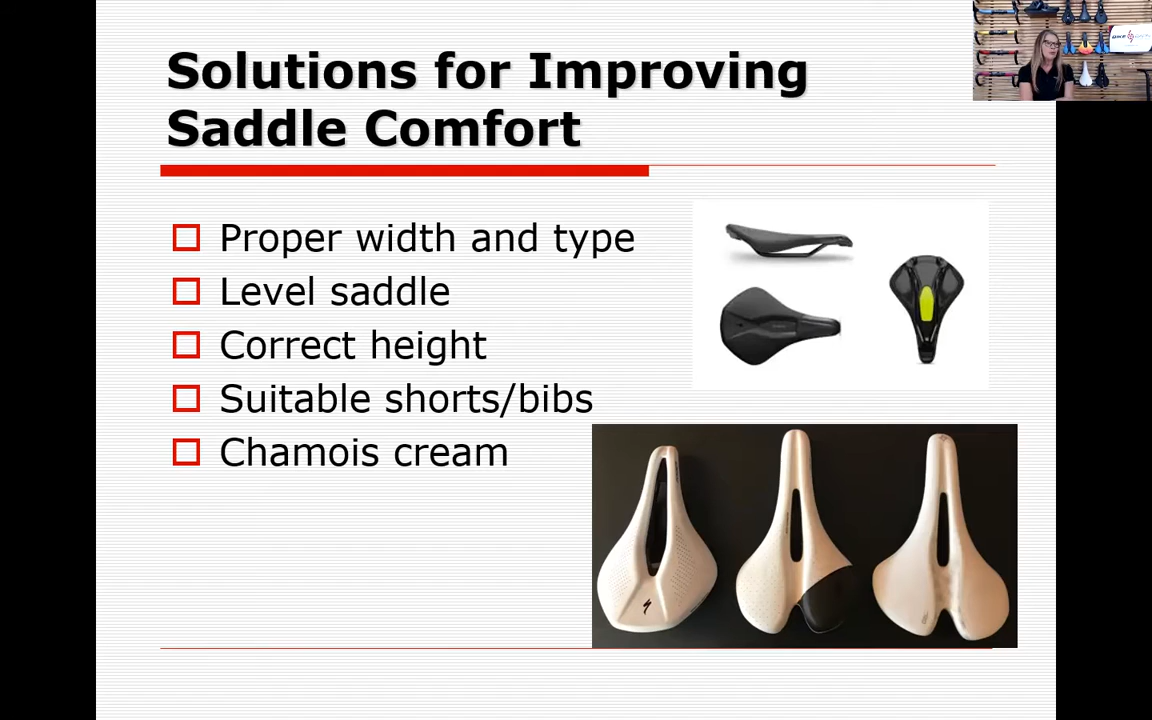 Solutions for Improving
Saddle Comfort
Proper width and type
Level saddle
Correct height
Suitable shorts/bibs
Chamois cream